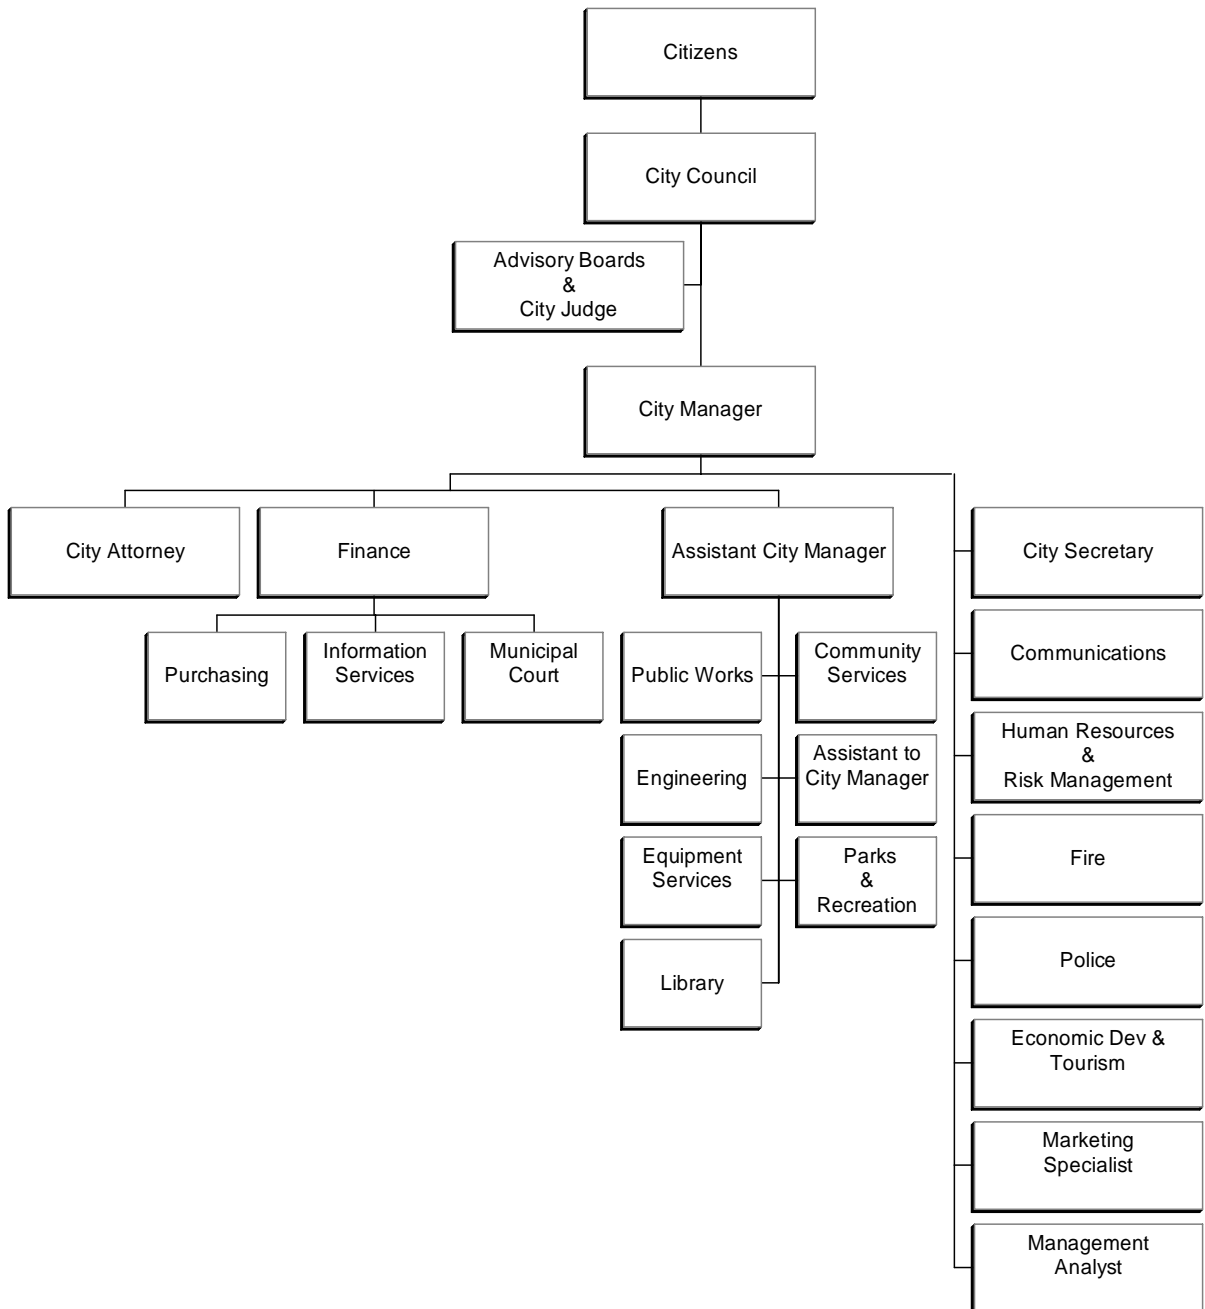 Citizens
City Council
Advisory Boards
&
City Judge
City Manager
City Attorney
Finance
Assistant City Manager
City Secretary
Purchasing
Information
Services
Municipal
Court
Public Works
Community
Services
Communications
Engineering
Assistant to
City Manager
Human Resources
&
Risk Management
Equipment
Services
Parks
&
Recreation
Fire
Library
Police
Economic Dev &
Tourism
Marketing
Specialist
Management
Analyst